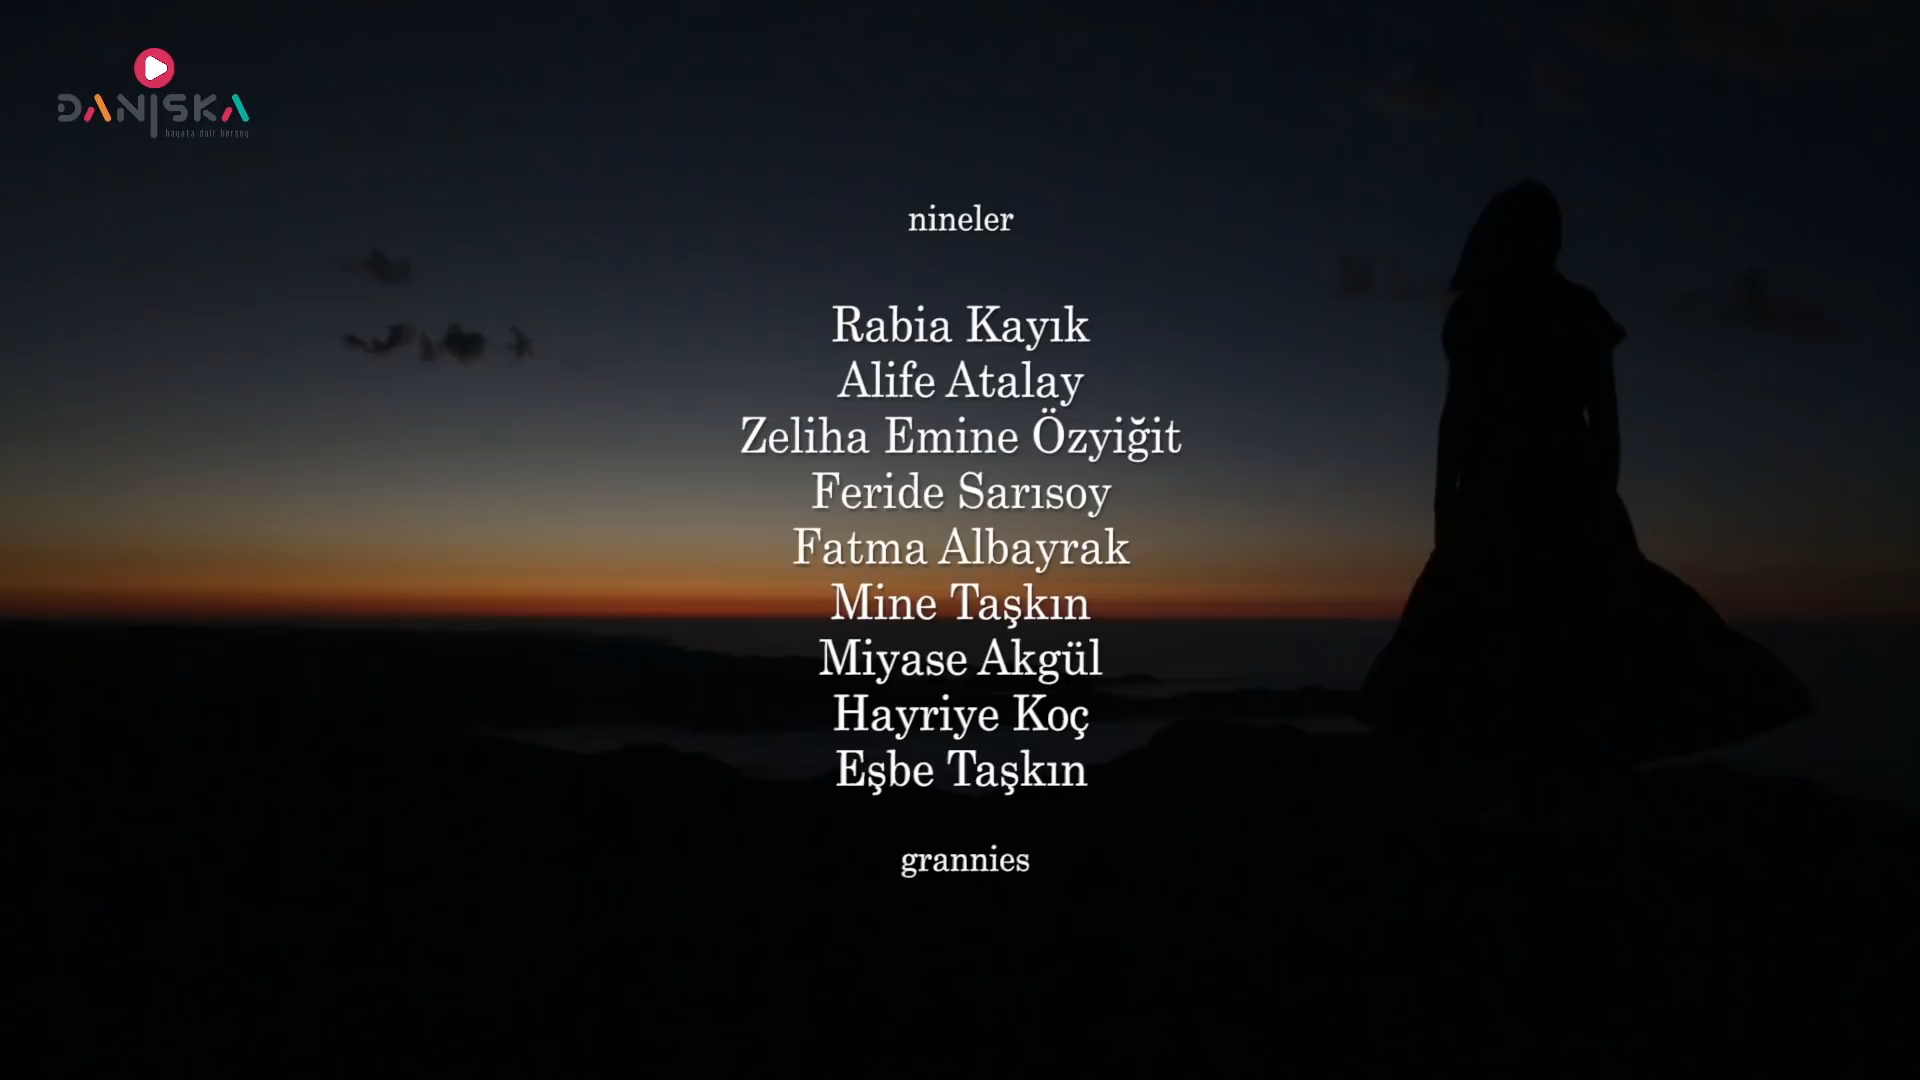 DANISKA
hayata dair herşey
nineler
Rabia Kayık
Alife Atalay
Zeliha Emine Özyiğit
Feride Sarısoy
Fatma Albayrak
Mine Taşkın
Miyase Akgül
Hayriye Koç
Eşbe Taşkın
grannies